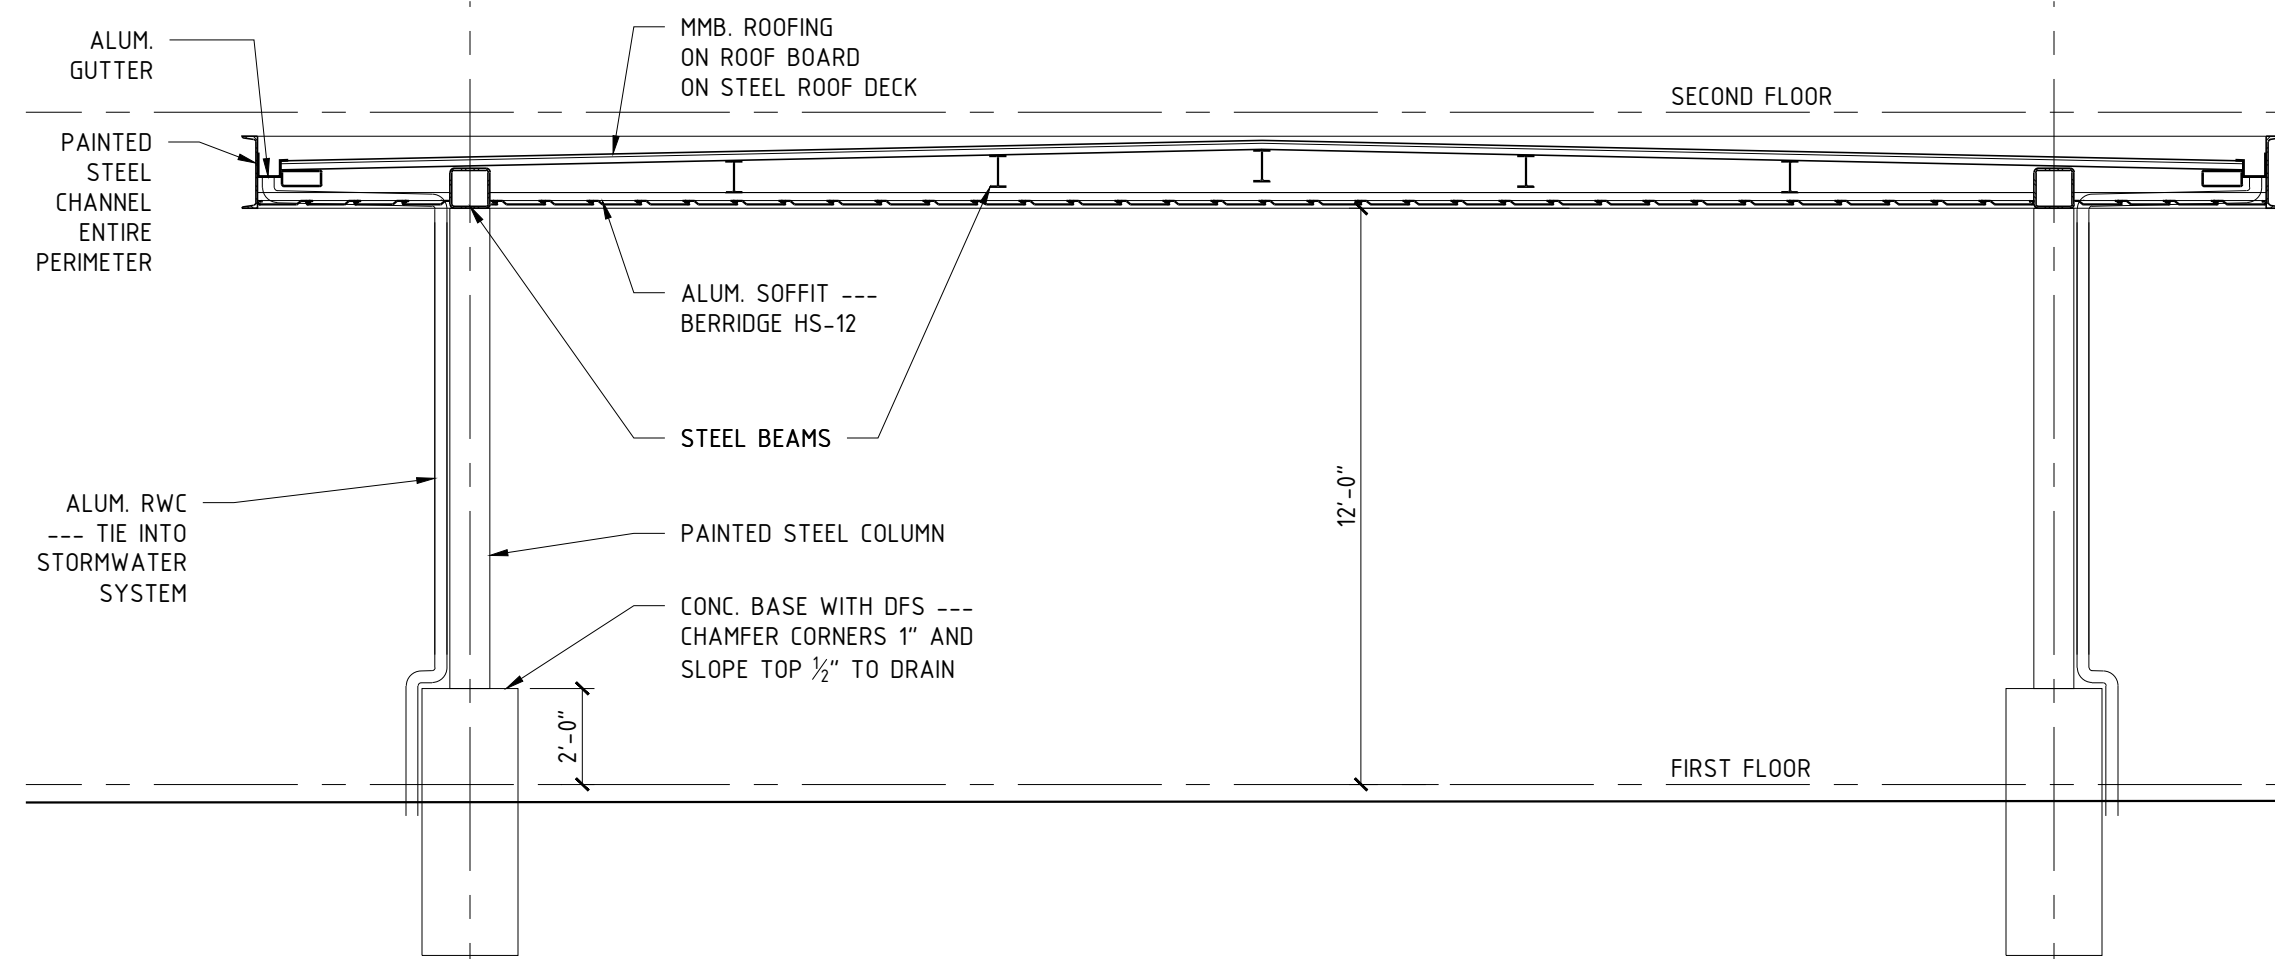 ALUM.
GUTTER
MMB. ROOFING
ON ROOF BOARD
ON STEEL ROOF DECK
SECOND FLOOR
PAINTED
STEEL
CHANNEL
ENTIRE
PERIMETER
ALUM. SOFFIT ---
BERRIDGE HS-12
STEEL BEAMS
12'-0"
ALUM. RWC
--- TIE INTO
STORMWATER
SYSTEM
PAINTED STEEL COLUMN
CONC. BASE WITH DFS ---
CHAMFER CORNERS 1" AND
SLOPE TOP ½" TO DRAIN
2'-0"
FIRST FLOOR